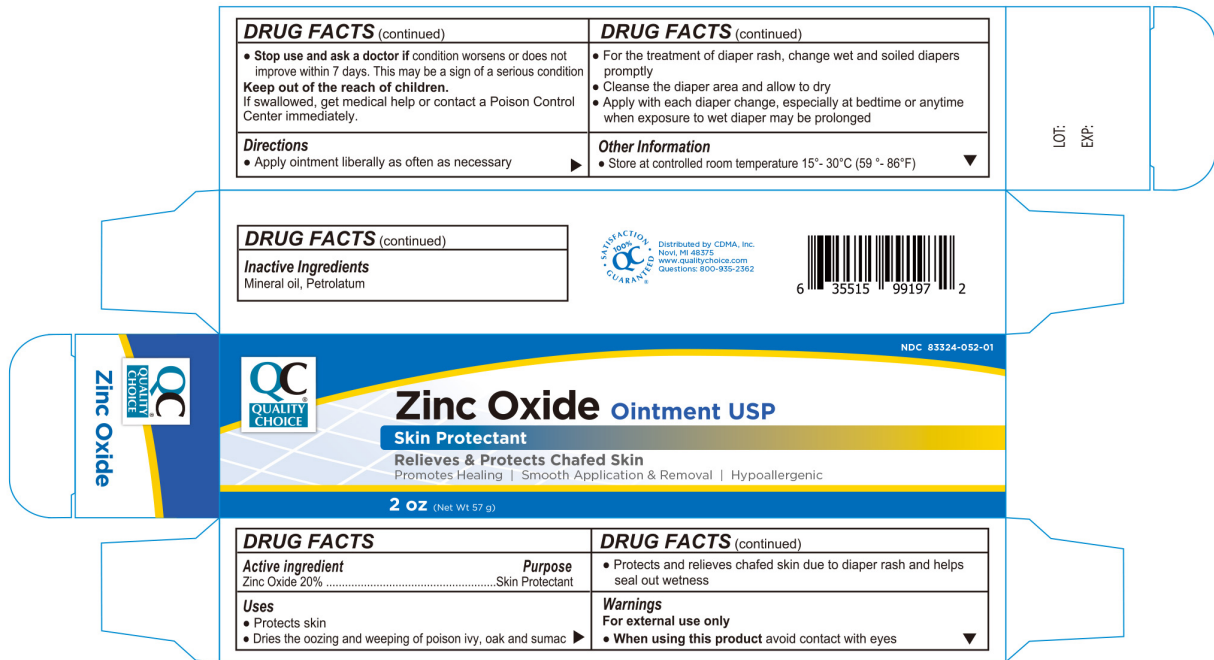 DRUG FACTS (continued)
● Stop use and ask a doctor if condition worsens or does not
improve within 7 days. This may be a sign of a serious condition
Keep out of the reach of children.
If swallowed, get medical help or contact a Poison Control
Center immediately.
Directions
● Apply ointment liberally as often as necessary
DRUG FACTS (continued)
● For the treatment of diaper rash, change wet and soiled diapers
promptly
● Cleanse the diaper area and allow to dry
● Apply with each diaper change, especially at bedtime or anytime
when exposure to wet diaper may be prolonged
Other Information
● Store at controlled room temperature 15°- 30°C (59 °- 86°F)
LOT:
EXP:
DRUG FACTS (continued)
Inactive Ingredients
Mineral oil, Petrolatum
SATISFACTION
100%
QC
GUARANTEED®
Distributed by CDMA, Inc.
Novi, MI 48375
www.qualitychoice.com
Questions: 800-935-2362
6 35515 99197 2
QC®
QUALITY
CHOICE
Zinc Oxide
NDC 83324-052-01
QC®
QUALITY
CHOICE
Zinc Oxide Ointment USP
Skin Protectant
Relieves & Protects Chafed Skin
Promotes Healing | Smooth Application & Removal | Hypoallergenic
2 oz (Net Wt 57 g)
DRUG FACTS
Active ingredient Purpose
Zinc Oxide 20% ......................................................Skin Protectant
Uses
● Protects skin
● Dries the oozing and weeping of poison ivy, oak and sumac
DRUG FACTS (continued)
● Protects and relieves chafed skin due to diaper rash and helps
seal out wetness
Warnings
For external use only
● When using this product avoid contact with eyes